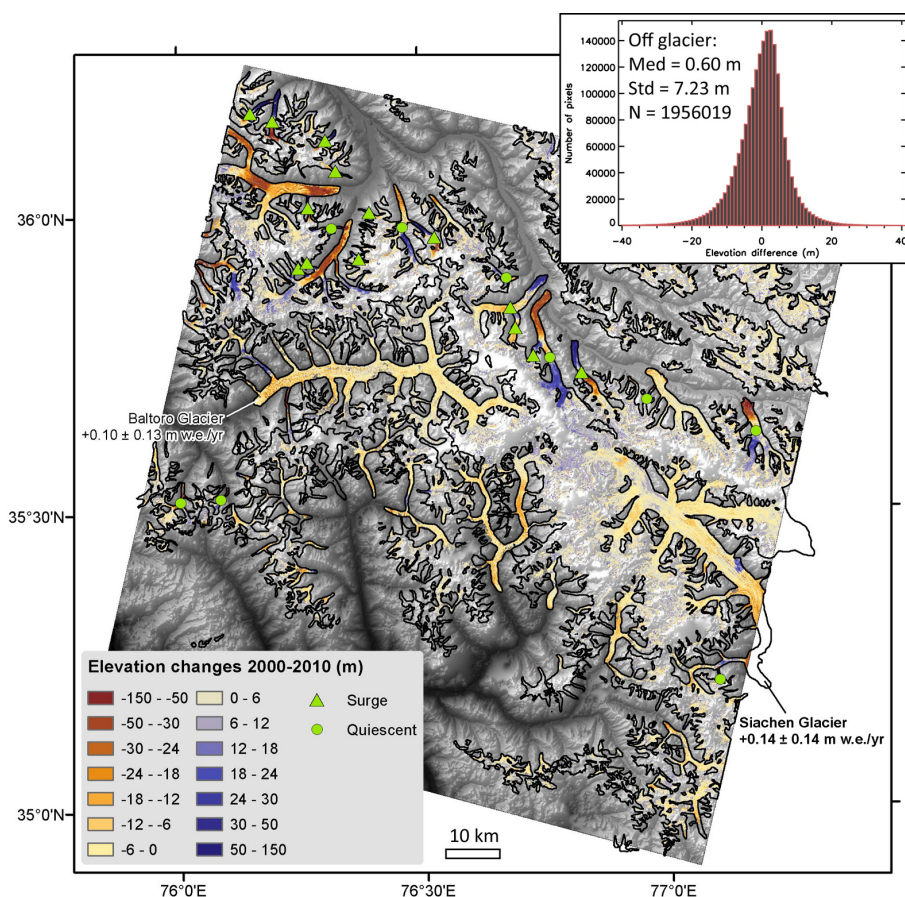 Off glacier:
Med = 0.60 m
Std = 7.23 m
N = 1956019
140000
120000
100000
80000
60000
40000
20000
0
Number of pixels
-40
-20
0
20
40
Elevation difference (m)
36°0'N
35°30'N
35°0'N
Baltoro Glacier
+0.10 ± 0.13 m w.e./yr
Siachen Glacier
+0.14 ± 0.14 m w.e./yr
Elevation changes 2000-2010 (m)
-150 - -50
-50 - -30
-30 - -24
-24 - -18
-18 - -12
-12 - -6
-6 - 0
0 - 6
6 - 12
12 - 18
18 - 24
24 - 30
30 - 50
50 - 150
Surge
Quiescent
10 km
76°0'E
76°30'E
77°0'E